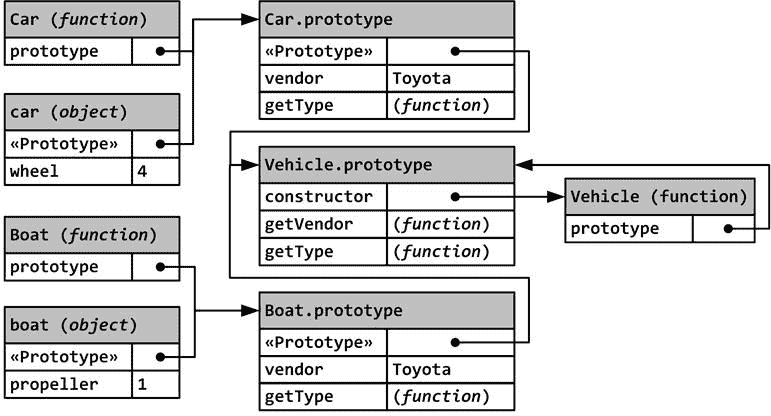 Car (function)
prototype
car (object)
«Prototype»
wheel 4
Boat (function)
prototype
boat (object)
«Prototype»
propeller 1
Car.prototype
«Prototype»
vendor Toyota
getType (function)
Vehicle.prototype
constructor
getVendor (function)
getType (function)
Boat.prototype
«Prototype»
vendor Toyota
getType (function)
Vehicle (function)
prototype